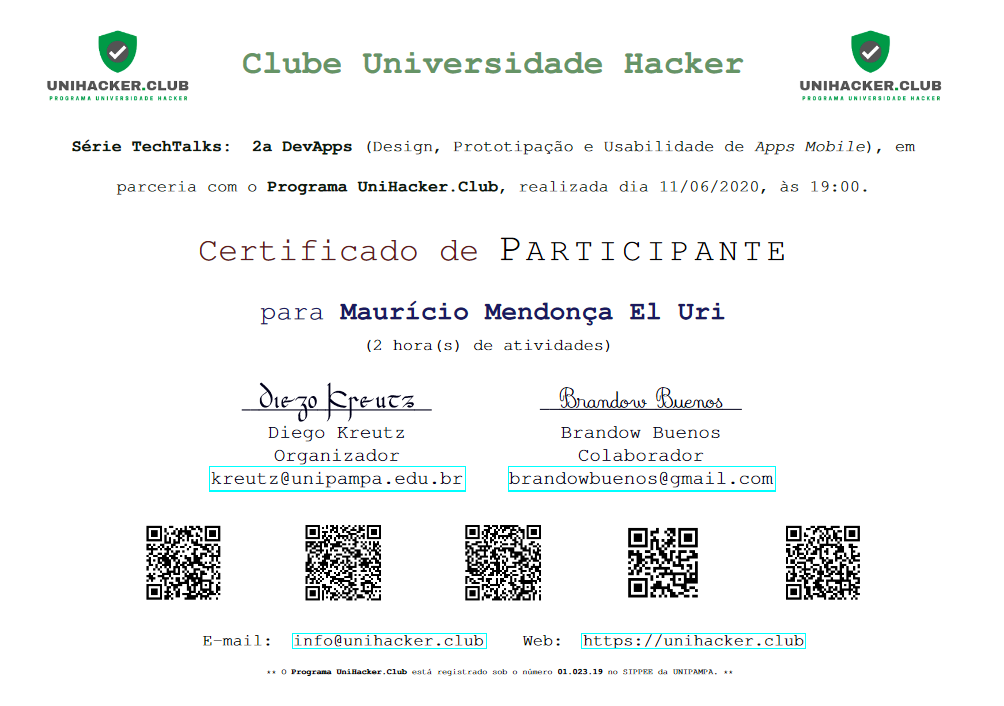 UNIHACKER.CLUB
PROGRAMA UNIVERSIDADE HACKER
Clube Universidade Hacker
UNIHACKER.CLUB
PROGRAMA UNIVERSIDADE HACKER
Série TechTalks: 2a DevApps (Design, Prototipação e Usabilidade de Apps Mobile), em
parceria com o Programa UniHacker.Club, realizada dia 11/06/2020, às 19:00.
Certificado de PARTICIPANTE
para Maurício Mendonça El Uri
(2 hora(s) de atividades)
Diego Kreutz
Brandow Buenos
Diego Kreutz
Brandow Buenos
Organizador
Colaborador
kreutz@unipampa.edu.br
brandowbuenos@gmail.com
E-mail: info@unihacker.club Web: https://unihacker.club
** O Programa UniHacker.Club está registrado sob o número 01.023.19 no SIPPEE da UNIPAMPA. **